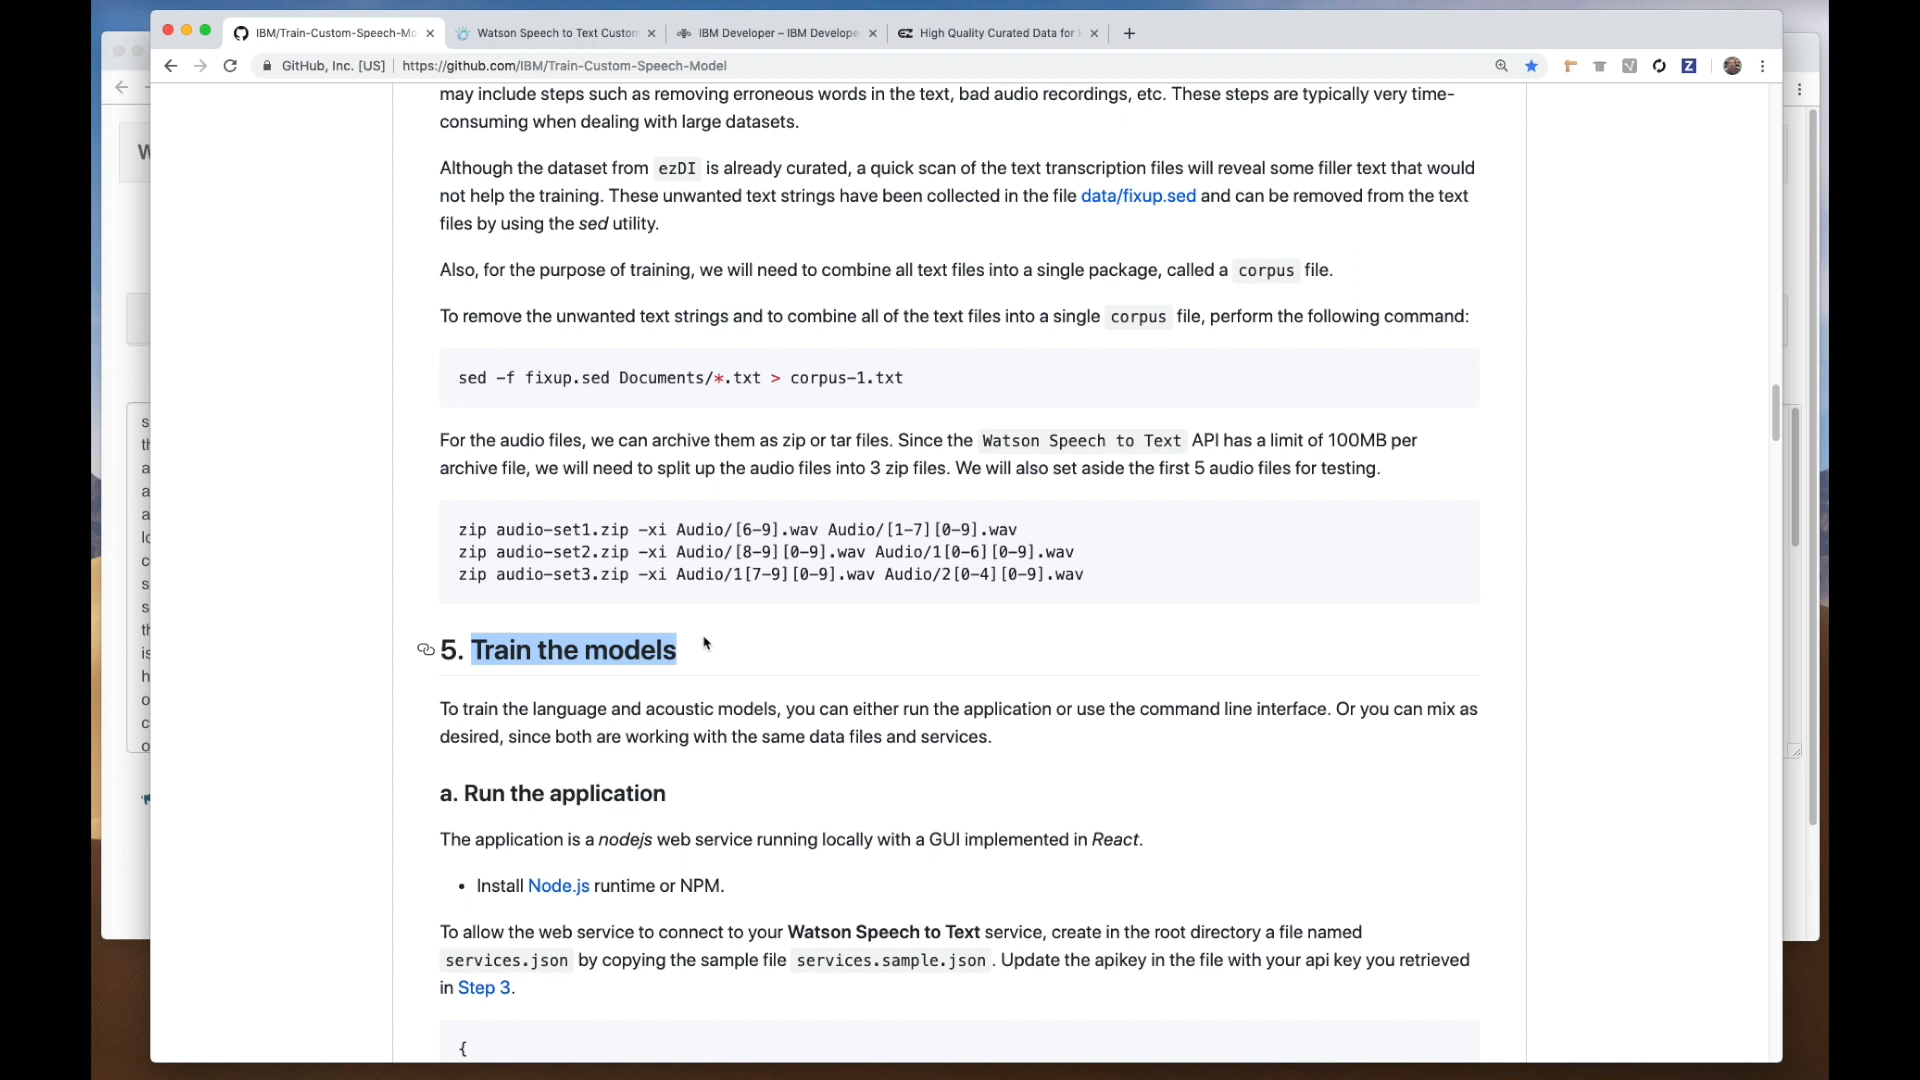 IBM/Train-Custom-Speech-Mo
Watson Speech to Text Custom
IBM Developer – IBM Develope
High Quality Curated Data for
GitHub, Inc. [US] | https://github.com/IBM/Train-Custom-Speech-Model
may include steps such as removing erroneous words in the text, bad audio recordings, etc. These steps are typically very time-
consuming when dealing with large datasets.
Although the dataset from ezDI is already curated, a quick scan of the text transcription files will reveal some filler text that would
not help the training. These unwanted text strings have been collected in the file data/fixup.sed and can be removed from the text
files by using the sed utility.
Also, for the purpose of training, we will need to combine all text files into a single package, called a corpus file.
To remove the unwanted text strings and to combine all of the text files into a single corpus file, perform the following command:
sed -f fixup.sed Documents/*.txt > corpus-1.txt
For the audio files, we can archive them as zip or tar files. Since the Watson Speech to Text API has a limit of 100MB per
archive file, we will need to split up the audio files into 3 zip files. We will also set aside the first 5 audio files for testing.
zip audio-set1.zip -xi Audio/[6-9].wav Audio/[1-7][0-9].wav
zip audio-set2.zip -xi Audio/[8-9][0-9].wav Audio/1[0-6][0-9].wav
zip audio-set3.zip -xi Audio/1[7-9][0-9].wav Audio/2[0-4][0-9].wav
5. Train the models
To train the language and acoustic models, you can either run the application or use the command line interface. Or you can mix as
desired, since both are working with the same data files and services.
a. Run the application
The application is a nodejs web service running locally with a GUI implemented in React.
• Install Node.js runtime or NPM.
To allow the web service to connect to your Watson Speech to Text service, create in the root directory a file named
services.json by copying the sample file services.sample.json . Update the apikey in the file with your api key you retrieved
in Step 3.
{